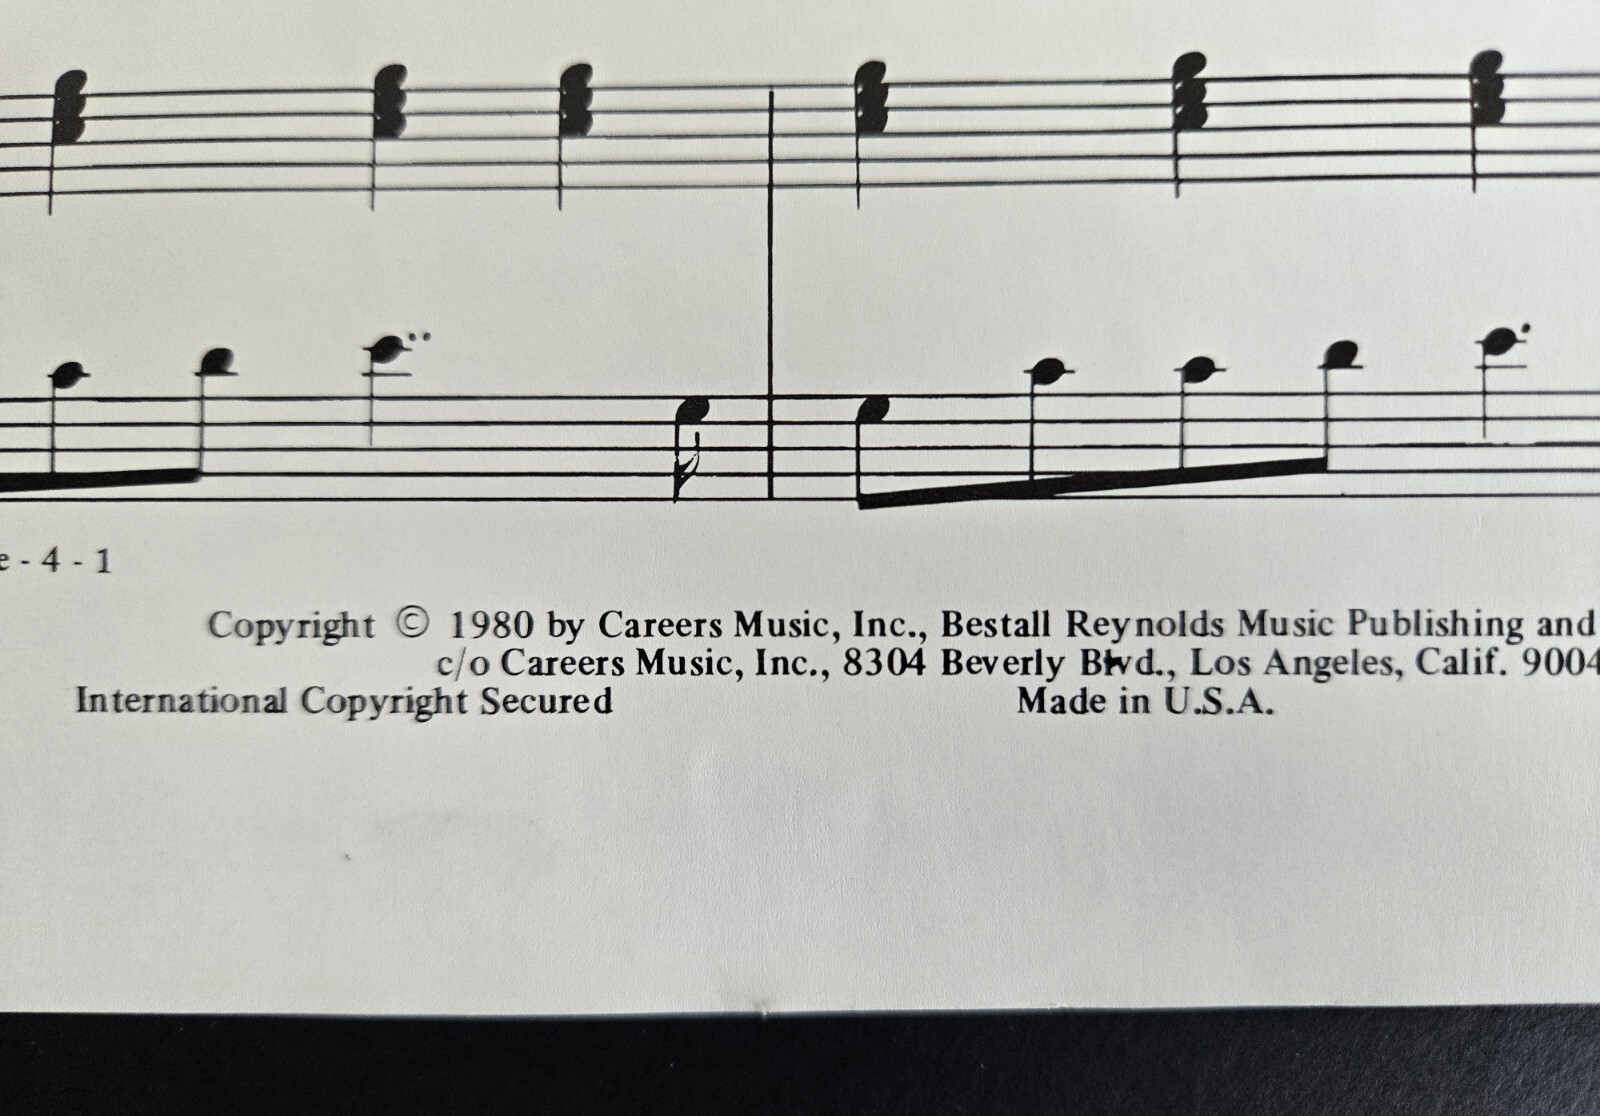 - 4 - 1
Copyright © 1980 by Careers Music, Inc., Bestall Reynolds Music Publishing and
c/o Careers Music, Inc., 8304 Beverly Blvd., Los Angeles, Calif. 9004
International Copyright Secured Made in U.S.A.